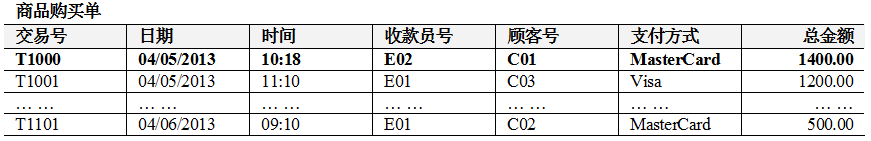 商品购买单
交易号 日期 时间 收款员号 顾客号 支付方式 总金额
T1000 04/05/2013 10:18 E02 C01 MasterCard 1400.00
T1001 04/05/2013 11:10 E01 C03 Visa 1200.00
… … … … … … … … … … … … … …
T1101 04/06/2013 09:10 E01 C02 MasterCard 500.00